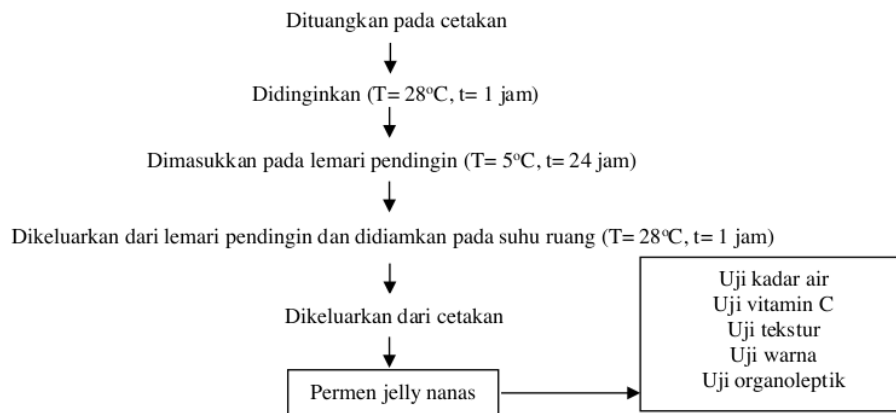 Dituangkan pada cetakan
Didinginkan (T= 28°C, t= 1 jam)
Dimasukkan pada lemari pendingin (T= 5°C, t= 24 jam)
Dikeluarkan dari lemari pendingin dan didiamkan pada suhu ruang (T= 28°C, t= 1 jam)
Dikeluarkan dari cetakan
Permen jelly nanas
Uji kadar air
Uji vitamin C
Uji tekstur
Uji warna
Uji organoleptik